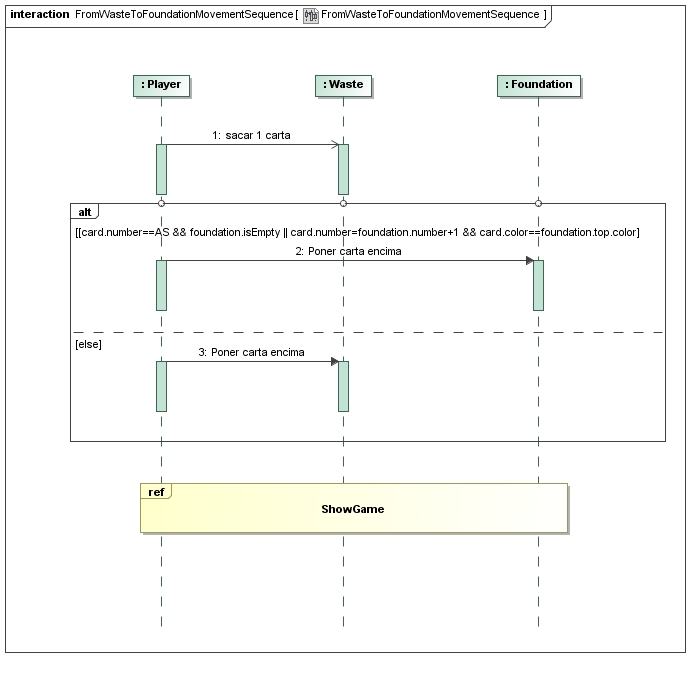 interaction FromWasteToFoundationMovementSequence [ FromWasteToFoundationMovementSequence ]
: Player
: Waste
: Foundation
1: sacar 1 carta
alt
[[card.number==AS && foundation.isEmpty || card.number=foundation.number+1 && card.color==foundation.top.color]
2: Poner carta encima
[else]
3: Poner carta encima
ref
ShowGame